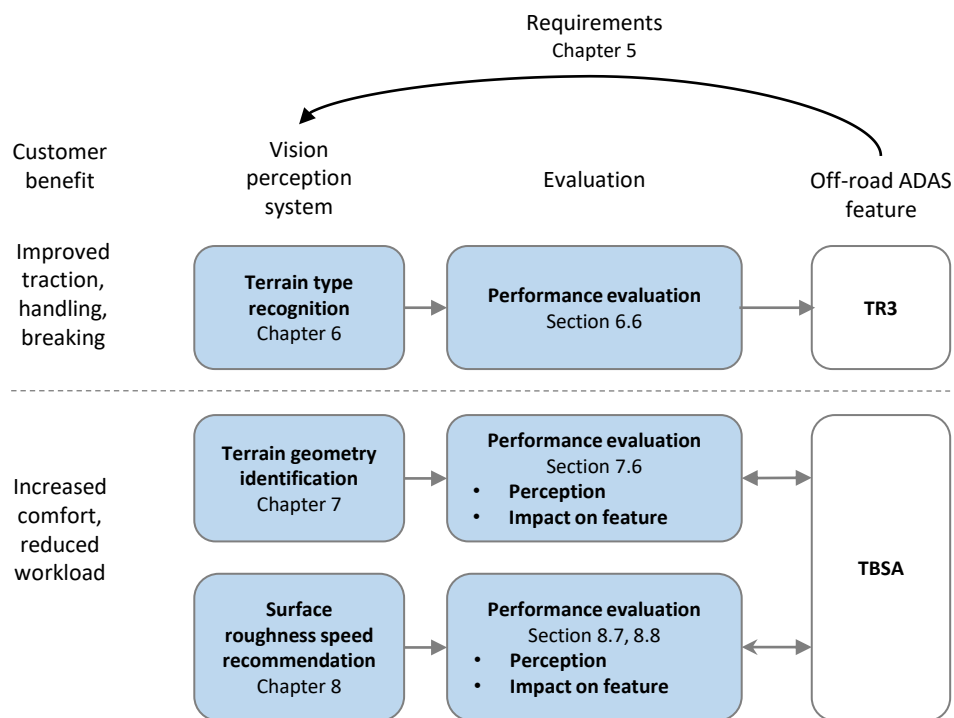 Requirements
Chapter 5
Customer
benefit
Vision
perception
system
Evaluation
Off-road ADAS
feature
Improved
traction,
handling,
breaking
Terrain type
recognition
Chapter 6
Performance evaluation
Section 6.6
TR3
Increased
comfort,
reduced
workload
Terrain geometry
identification
Chapter 7
Performance evaluation
Section 7.6
• Perception
• Impact on feature
TBSA
Surface
roughness speed
recommendation
Chapter 8
Performance evaluation
Section 8.7, 8.8
• Perception
• Impact on feature